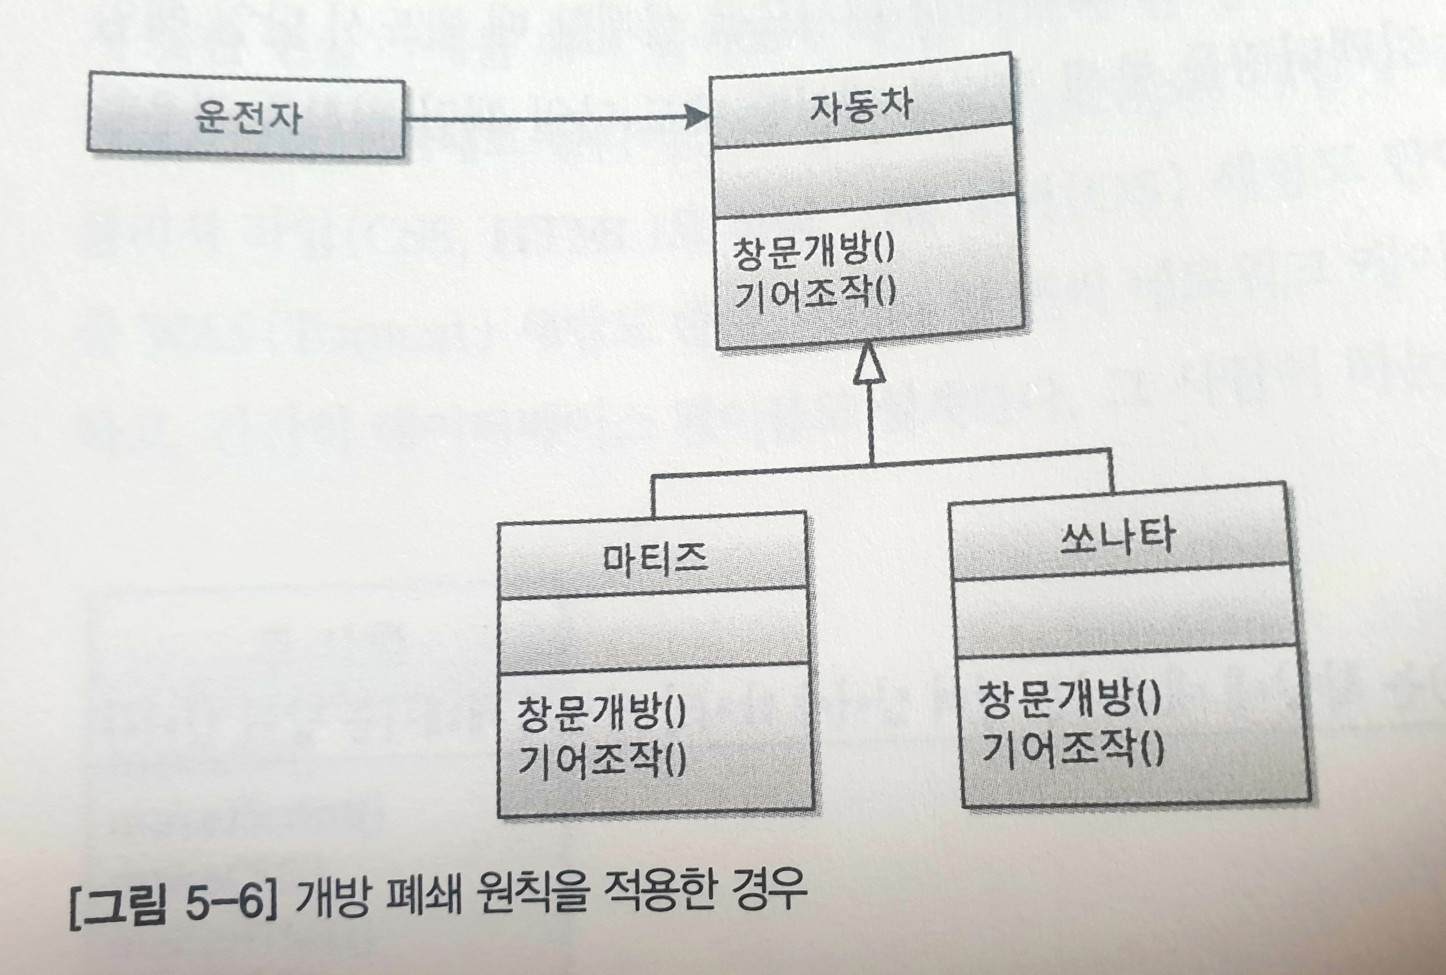 운전자
자동차
창문개방()
기어조작()
마티즈
창문개방()
기어조작()
쏘나타
창문개방()
기어조작()
[그림 5-6] 개방 폐쇄 원칙을 적용한 경우